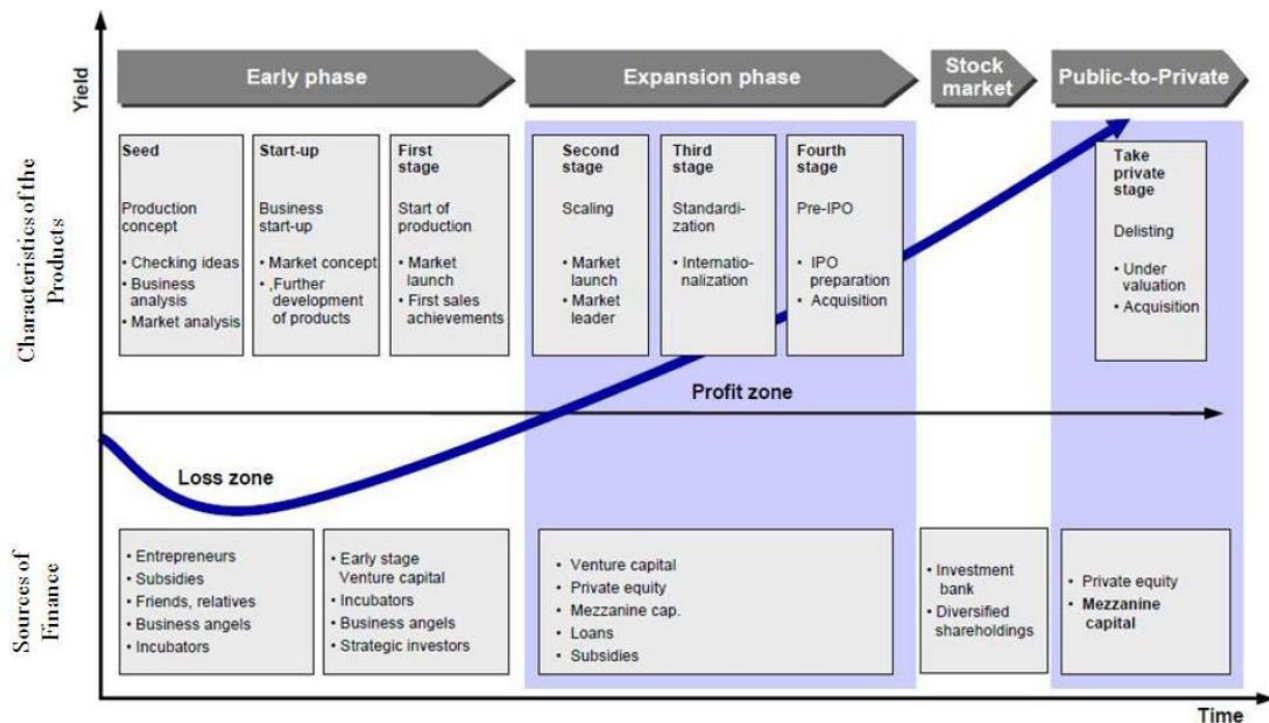 Yield
Early phase
Expansion phase
Stock
market
Public-to-Private
Characteristics of the
Products
Seed
Production
concept
• Checking ideas
• Business
analysis
• Market analysis
Start-up
Business
start-up
• Market concept
• ,Further
development
of products
First
stage
Start of
production
• Market
launch
• First sales
achievements
Second
stage
Scaling
• Market
launch
• Market
leader
Third
stage
Standardi-
zation
• Internatio-
nalization
Fourth
stage
Pre-IPO
• IPO
preparation
• Acquisition
Take
private
stage
Delisting
• Under
valuation
• Acquisition
Profit zone
Loss zone
Sources of
Finance
• Entrepreneurs
• Subsidies
• Friends, relatives
• Business angels
• Incubators
• Early stage
Venture capital
• Incubators
• Business angels
• Strategic investors
• Venture capital
• Private equity
• Mezzanine cap.
• Loans
• Subsidies
• Investment
bank
• Diversified
shareholdings
• Private equity
• Mezzanine
capital
Time